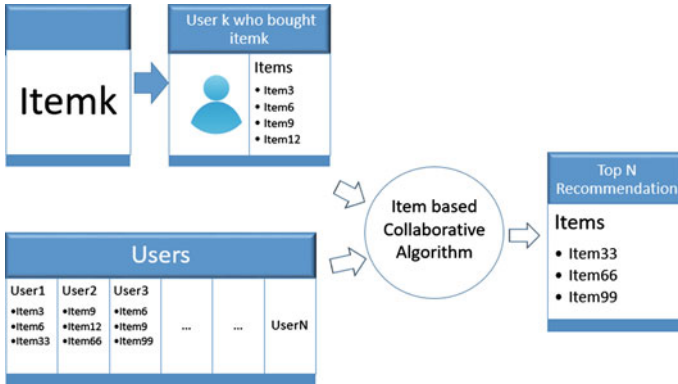 Itemk
User k who bought
itemk
Items
• Item3
• Item6
• Item9
• Item12
Item based
Collaborative
Algorithm
Top N
Recommendation
Items
• Item33
• Item66
• Item99
Users
User1
•Item3
•Item6
•Item33
User2
•Item9
•Item12
•Item66
User3
•Item6
•Item9
•Item99
...
...
UserN